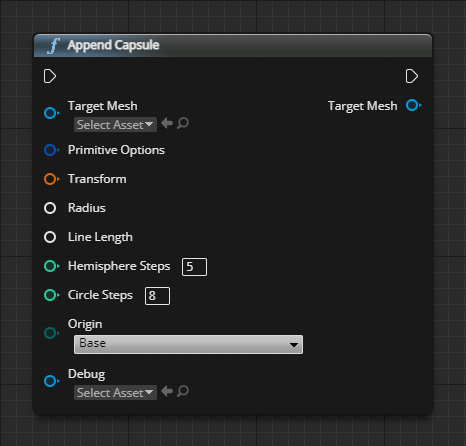 Append Capsule
Target Mesh
Target Mesh
Select Asset
Primitive Options
Transform
Radius
Line Length
Hemisphere Steps 5
Circle Steps 8
Origin
Base
Debug
Select Asset